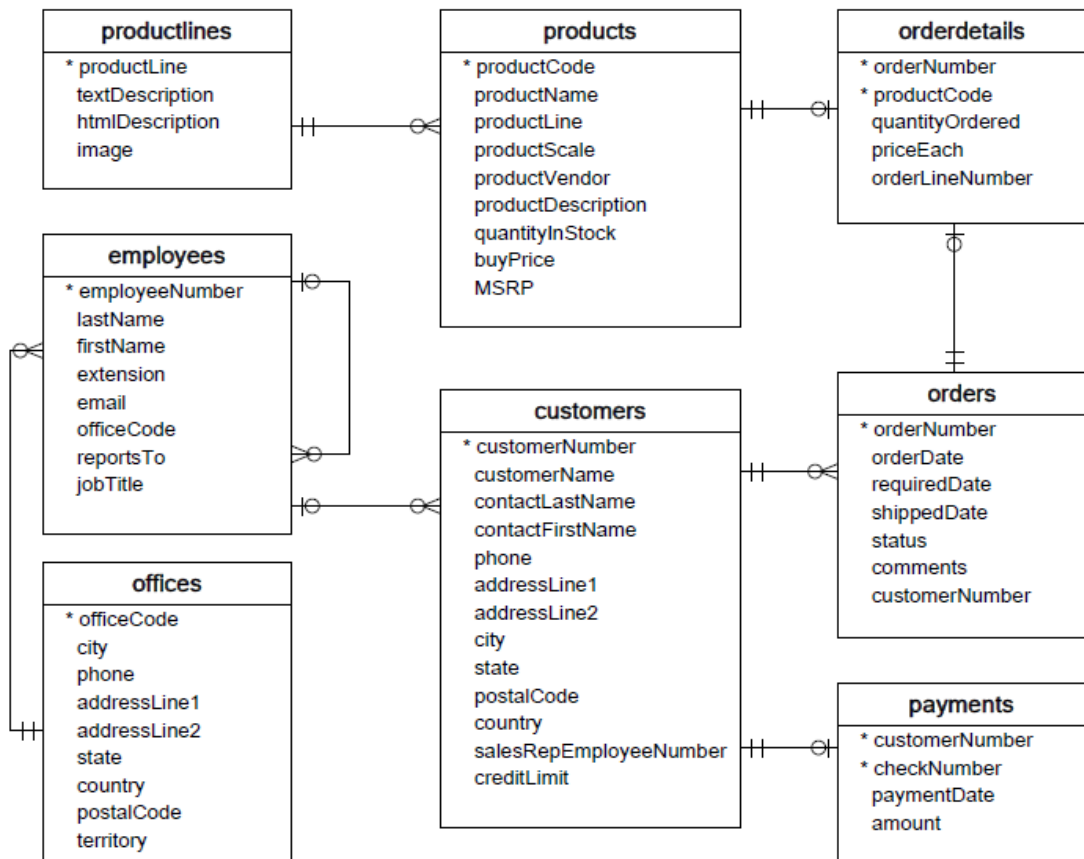 productlines
* productLine
textDescription
htmlDescription
image
products
* productCode
productName
productLine
productScale
productVendor
productDescription
quantityInStock
buyPrice
MSRP
orderdetails
* orderNumber
* productCode
quantityOrdered
priceEach
orderLineNumber
employees
* employeeNumber
lastName
firstName
extension
email
officeCode
reportsTo
jobTitle
customers
* customerNumber
customerName
contactLastName
contactFirstName
phone
addressLine1
addressLine2
city
state
postalCode
country
salesRepEmployeeNumber
creditLimit
orders
* orderNumber
orderDate
requiredDate
shippedDate
status
comments
customerNumber
offices
* officeCode
city
phone
addressLine1
addressLine2
state
country
postalCode
territory
payments
* customerNumber
* checkNumber
paymentDate
amount